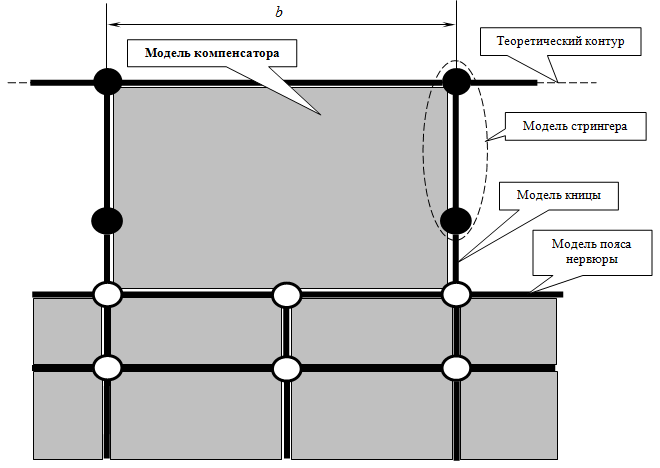 b
Модель компенсатора
Теоретический контур
Модель стрингера
Модель кницы
Модель пояса
нервюры